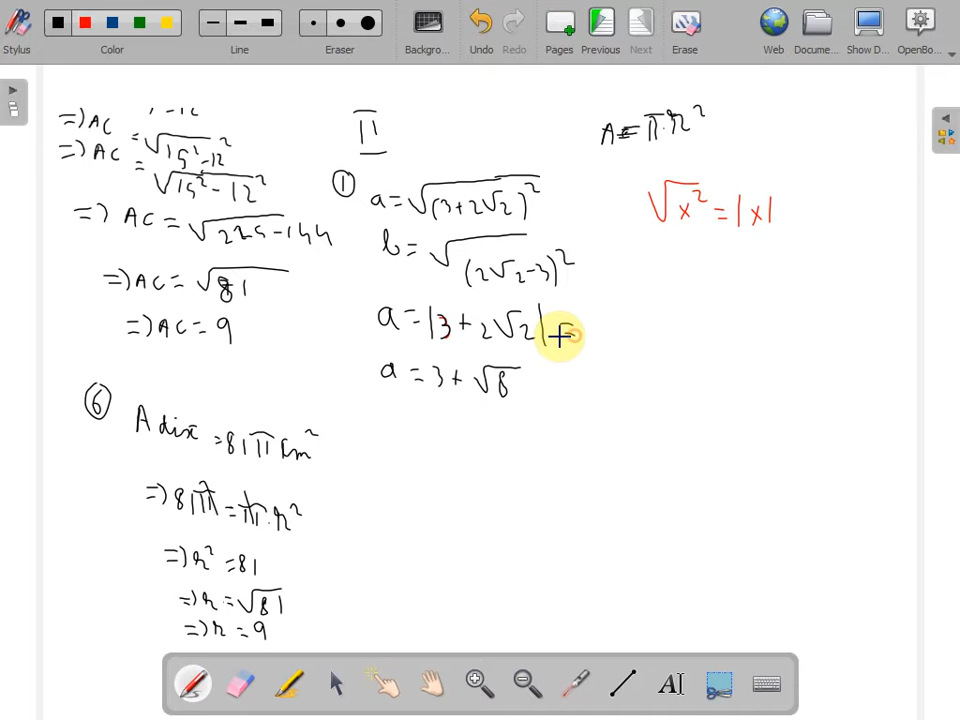 Stylus
Color
Line
Eraser
Backgro...
Undo
Redo
Pages
Previous
Next
Erase
Web
Docume...
Show D...
OpenBo...
=) AC
=) AC = √15²-12²
√15² - 12²
=) AC = √225-144
=) AC = √81
=) AC = 9
⑥ A disc = 81π cm²
=) 81π = π.r²
=) r² = 81
=) r = √81
=) r = 9
II
① a = √(3+2√2)²
b = √(2√2-3)²
a = |3 + 2√2|
a = 3 + √8
A = π.r²
√x² = |x|
A